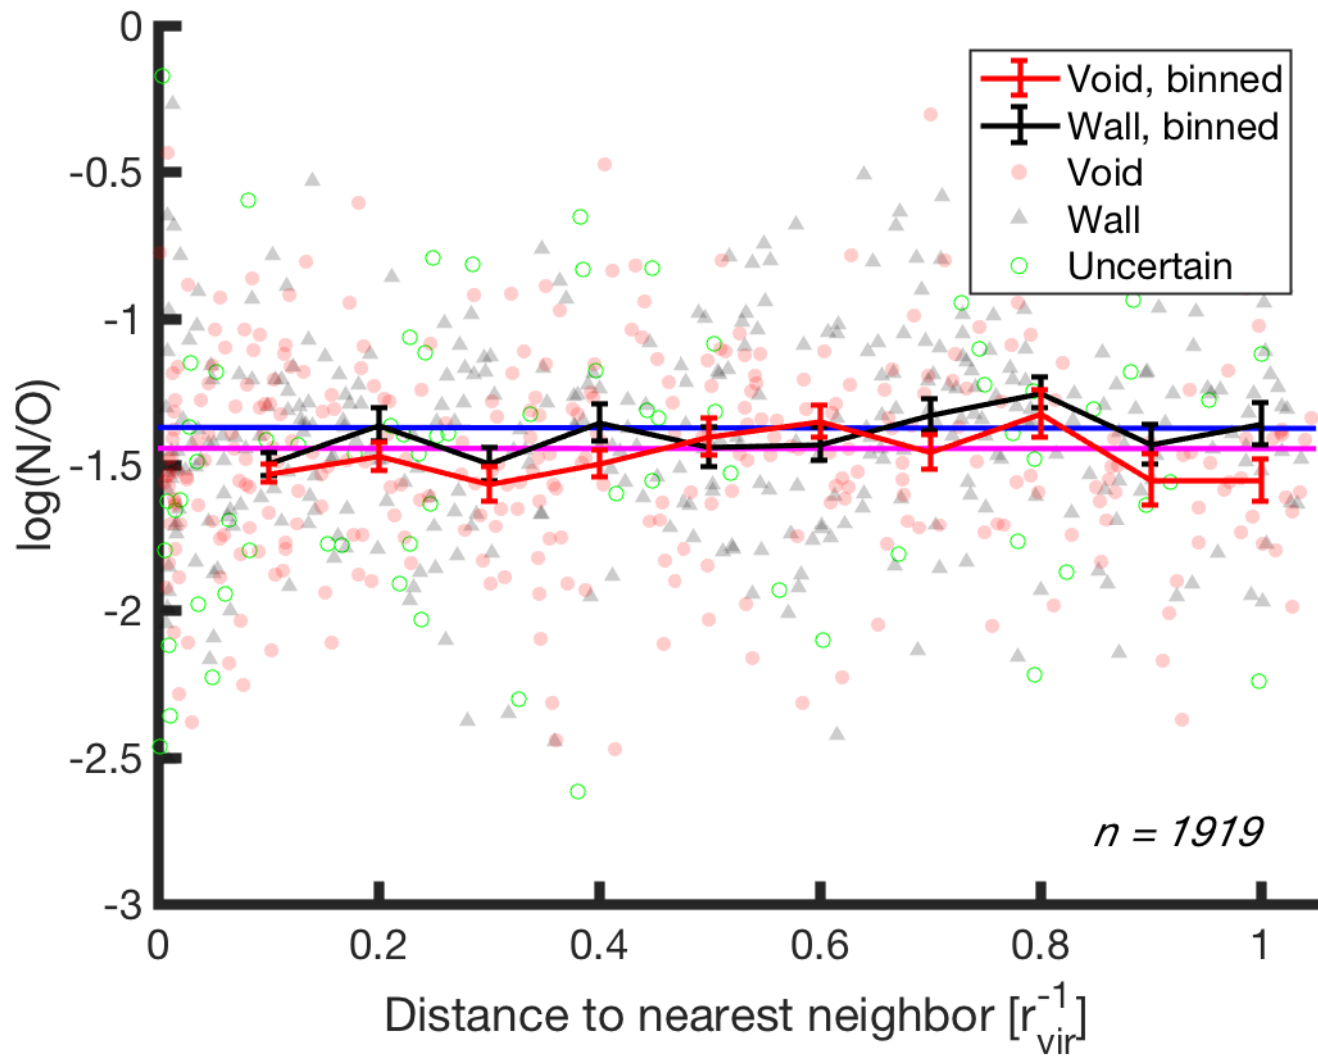 0
-0.5
-1
-1.5
-2
-2.5
-3
log(N/O)
Void, binned
Wall, binned
Void
Wall
Uncertain
n = 1919
0 0.2 0.4 0.6 0.8 1
Distance to nearest neighbor [r_vir^-1]